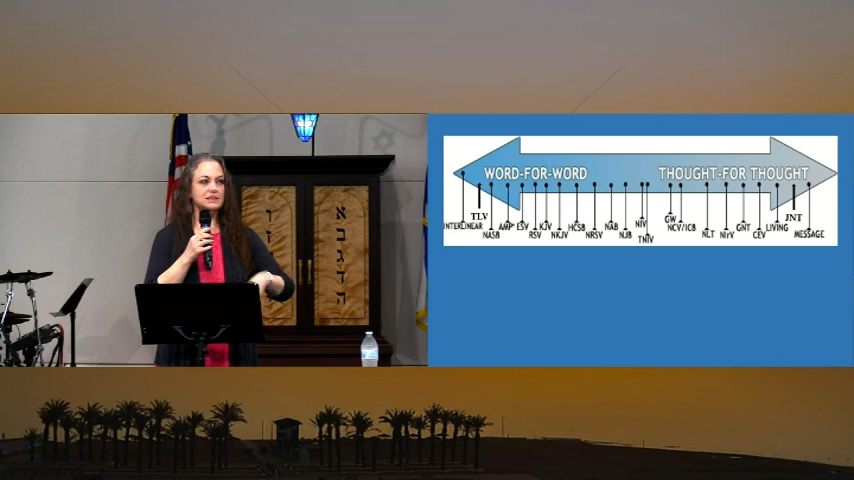 WORD-FOR-WORD THOUGHT-FOR THOUGHT
TLV GW JNT
INTERLINEAR AMP ESV KJV HCSB NAB NIV NCV/ICB GNT LIVING
NASB RSV NKJV NRSV NJB TNIV NLT NIrV CEV MESSAGE
א
ב
ג
ד
ה
ו
ז